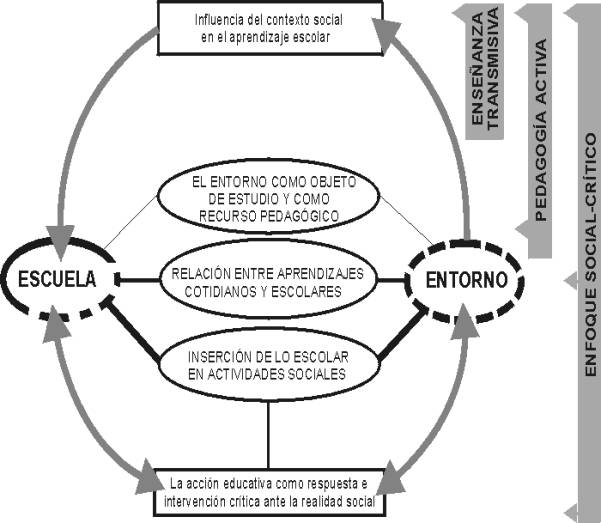 Influencia del contexto social
en el aprendizaje escolar
ENSEÑANZA
TRANSMISIVA
PEDAGOGÍA ACTIVA
ENFOQUE SOCIAL-CRÍTICO
EL ENTORNO COMO OBJETO
DE ESTUDIO Y COMO
RECURSO PEDAGÓGICO
ESCUELA
RELACIÓN ENTRE APRENDIZAJES
COTIDIANOS Y ESCOLARES
ENTORNO
INSERCIÓN DE LO ESCOLAR
EN ACTIVIDADES SOCIALES
La acción educativa como respuesta e
intervención crítica ante la realidad social